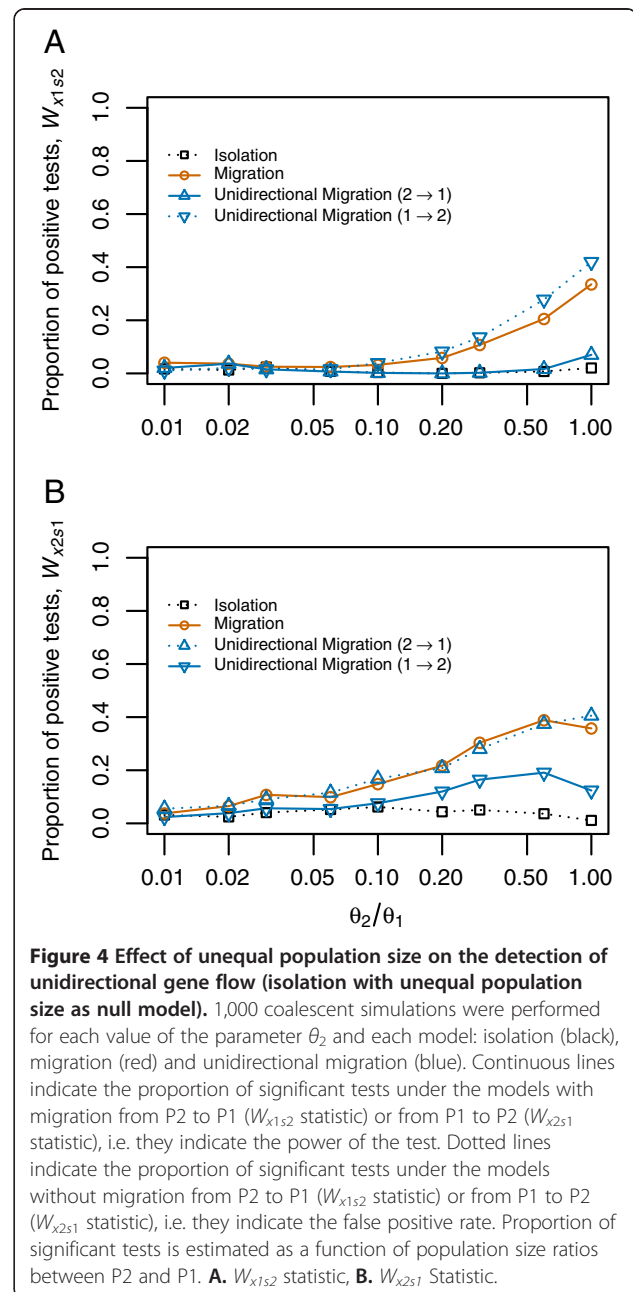 A
Proportion of positive tests, Wx1s2
1.0
0.8
0.6
0.4
0.2
0.0
Isolation
Migration
Unidirectional Migration (2 → 1)
Unidirectional Migration (1 → 2)
0.01 0.02 0.05 0.10 0.20 0.50 1.00
B
Proportion of positive tests, Wx2s1
1.0
0.8
0.6
0.4
0.2
0.0
Isolation
Migration
Unidirectional Migration (2 → 1)
Unidirectional Migration (1 → 2)
0.01 0.02 0.05 0.10 0.20 0.50 1.00
θ2/θ1
Figure 4 Effect of unequal population size on the detection of
unidirectional gene flow (isolation with unequal population
size as null model). 1,000 coalescent simulations were performed
for each value of the parameter θ2 and each model: isolation (black),
migration (red) and unidirectional migration (blue). Continuous lines
indicate the proportion of significant tests under the models with
migration from P2 to P1 (Wx1s2 statistic) or from P1 to P2 (Wx2s1
statistic), i.e. they indicate the power of the test. Dotted lines
indicate the proportion of significant tests under the models
without migration from P2 to P1 (Wx1s2 statistic) or from P1 to P2
(Wx2s1 statistic), i.e. they indicate the false positive rate. Proportion of
significant tests is estimated as a function of population size ratios
between P2 and P1. A. Wx1s2 statistic, B. Wx2s1 Statistic.